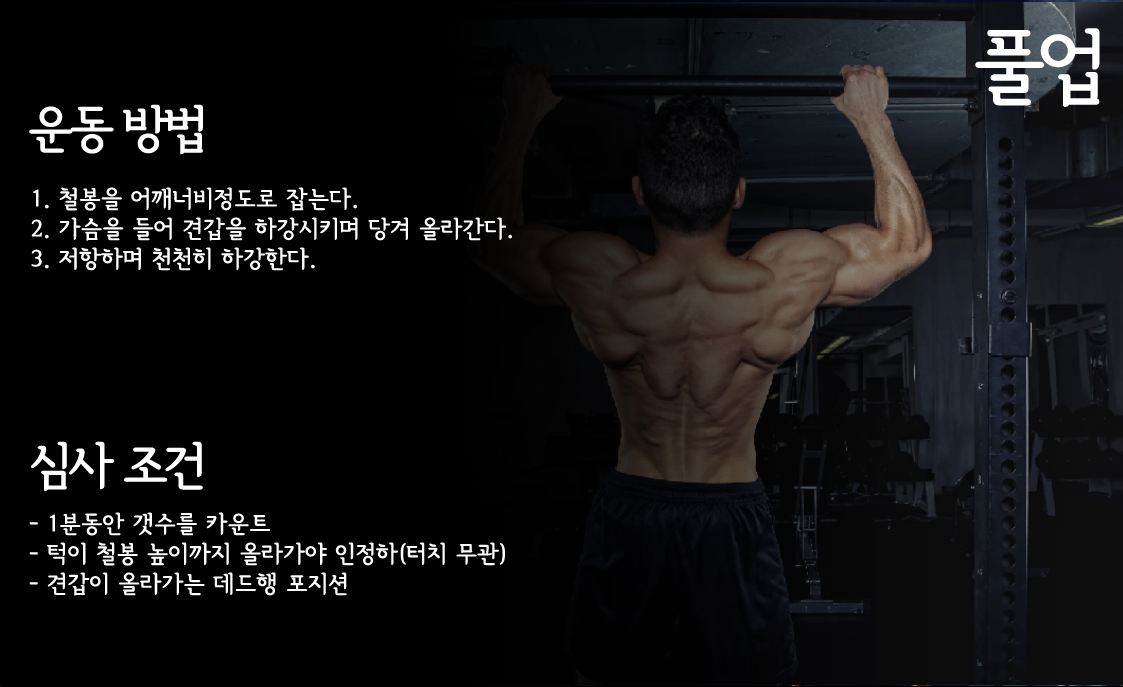 풀업
운동 방법
1. 철봉을 어깨너비정도로 잡는다.
2. 가슴을 들어 견갑을 하강시키며 당겨 올라간다.
3. 저항하며 천천히 하강한다.
심사 조건
- 1분동안 갯수를 카운트
- 턱이 철봉 높이까지 올라가야 인정하(터치 무관)
- 견갑이 올라가는 데드행 포지션